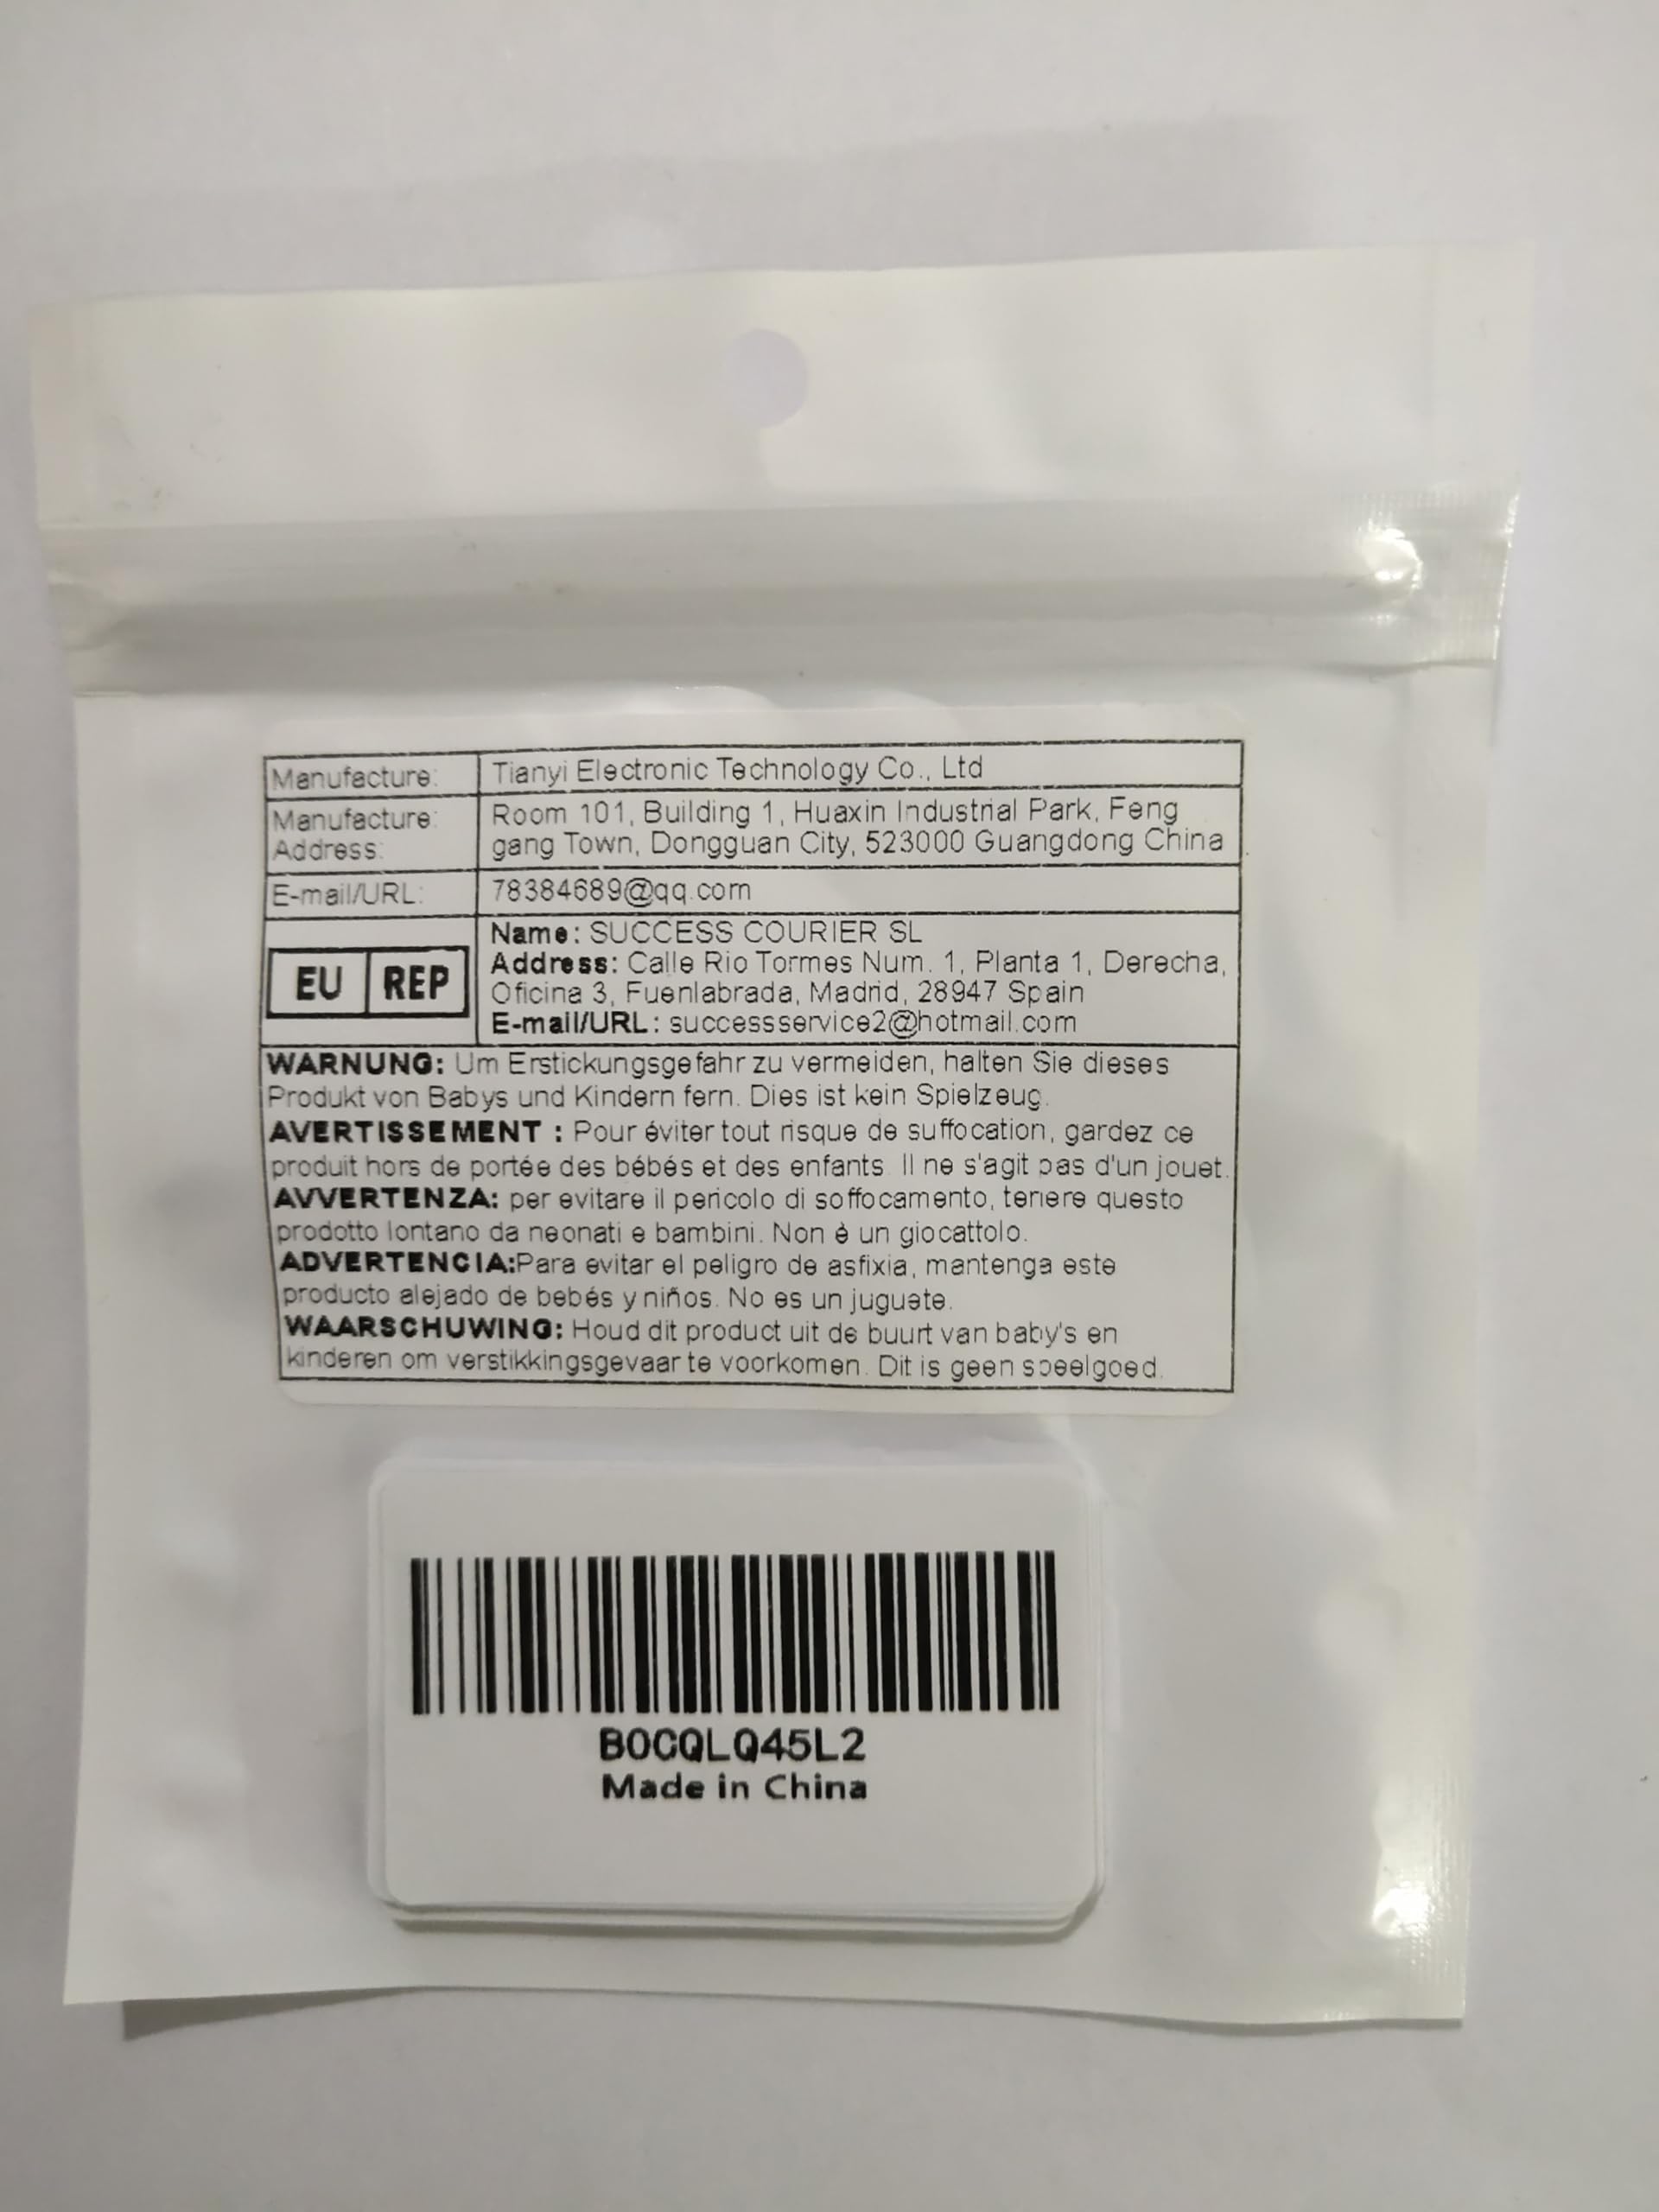 Manufacture: Tianyi Electronic Technology Co., Ltd
Manufacture: Address: Room 101, Building 1, Huaxin Industrial Park, Feng
gang Town, Dongguan City, 523000 Guangdong China
E-mail/URL: 78384689@qq.com
EU REP
Name: SUCCESS COURIER SL
Address: Calle Rio Tormes Num. 1, Planta 1, Derecha,
Oficina 3, Fuenlabrada, Madrid, 28947 Spain
E-mail/URL: successservice2@hotmail.com
WARNUNG: Um Erstickungsgefahr zu vermeiden, halten Sie dieses
Produkt von Babys und Kindern fern. Dies ist kein Spielzeug.
AVERTISSEMENT : Pour éviter tout risque de suffocation, gardez ce
produit hors de portée des bébés et des enfants. Il ne s'agit pas d'un jouet.
AVVERTENZA: per evitare il pericolo di soffocamento, tenere questo
prodotto lontano da neonati e bambini. Non è un giocattolo.
ADVERTENCIA:Para evitar el peligro de asfixia, mantenga este
producto alejado de bebés y niños. No es un juguete.
WAARSCHUWING: Houd dit product uit de buurt van baby's en
kinderen om verstikkingsgevaar te voorkomen. Dit is geen speelgoed.
B0CQLQ45L2
Made in China